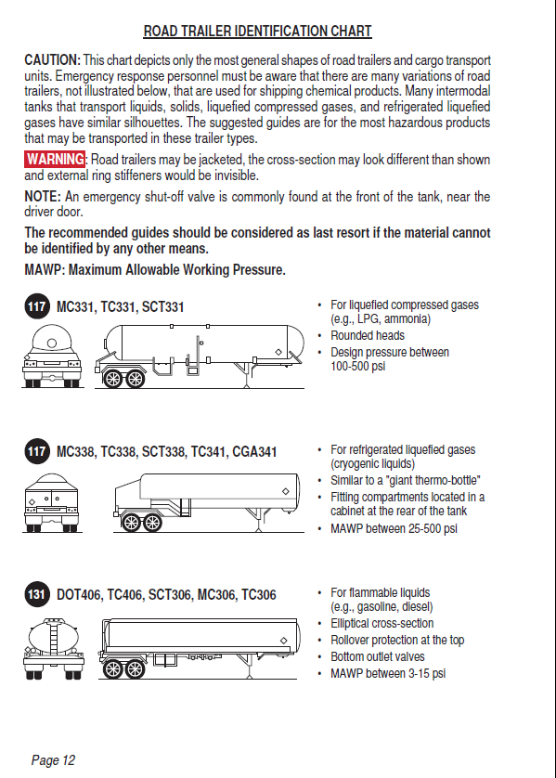 ROAD TRAILER IDENTIFICATION CHART
CAUTION: This chart depicts only the most general shapes of road trailers and cargo transport
units. Emergency response personnel must be aware that there are many variations of road
trailers, not illustrated below, that are used for shipping chemical products. Many intermodal
tanks that transport liquids, solids, liquefied compressed gases, and refrigerated liquefied
gases have similar silhouettes. The suggested guides are for the most hazardous products
that may be transported in these trailer types.
WARNING: Road trailers may be jacketed, the cross-section may look different than shown
and external ring stiffeners would be invisible.
NOTE: An emergency shut-off valve is commonly found at the front of the tank, near the
driver door.
The recommended guides should be considered as last resort if the material cannot
be identified by any other means.
MAWP: Maximum Allowable Working Pressure.
117 MC331, TC331, SCT331
• For liquefied compressed gases
(e.g., LPG, ammonia)
• Rounded heads
• Design pressure between
100-500 psi
117 MC338, TC338, SCT338, TC341, CGA341
• For refrigerated liquefied gases
(cryogenic liquids)
• Similar to a "giant thermo-bottle"
• Fitting compartments located in a
cabinet at the rear of the tank
• MAWP between 25-500 psi
131 DOT406, TC406, SCT306, MC306, TC306
• For flammable liquids
(e.g., gasoline, diesel)
• Elliptical cross-section
• Rollover protection at the top
• Bottom outlet valves
• MAWP between 3-15 psi
Page 12